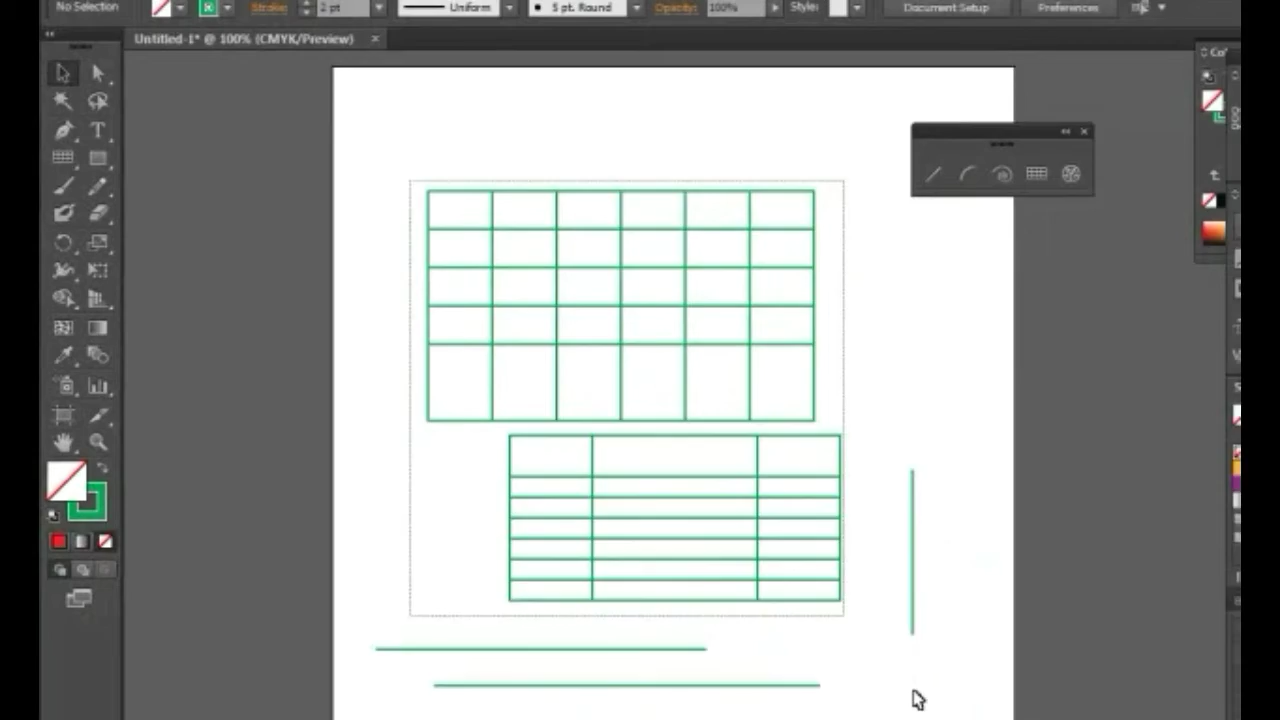 No Selection Stroke: 2 pt Uniform 5 pt. Round Opacity: 100% Style: Document Setup Preferences
Untitled-1* @ 100% (CMYK/Preview) ×
Co
T